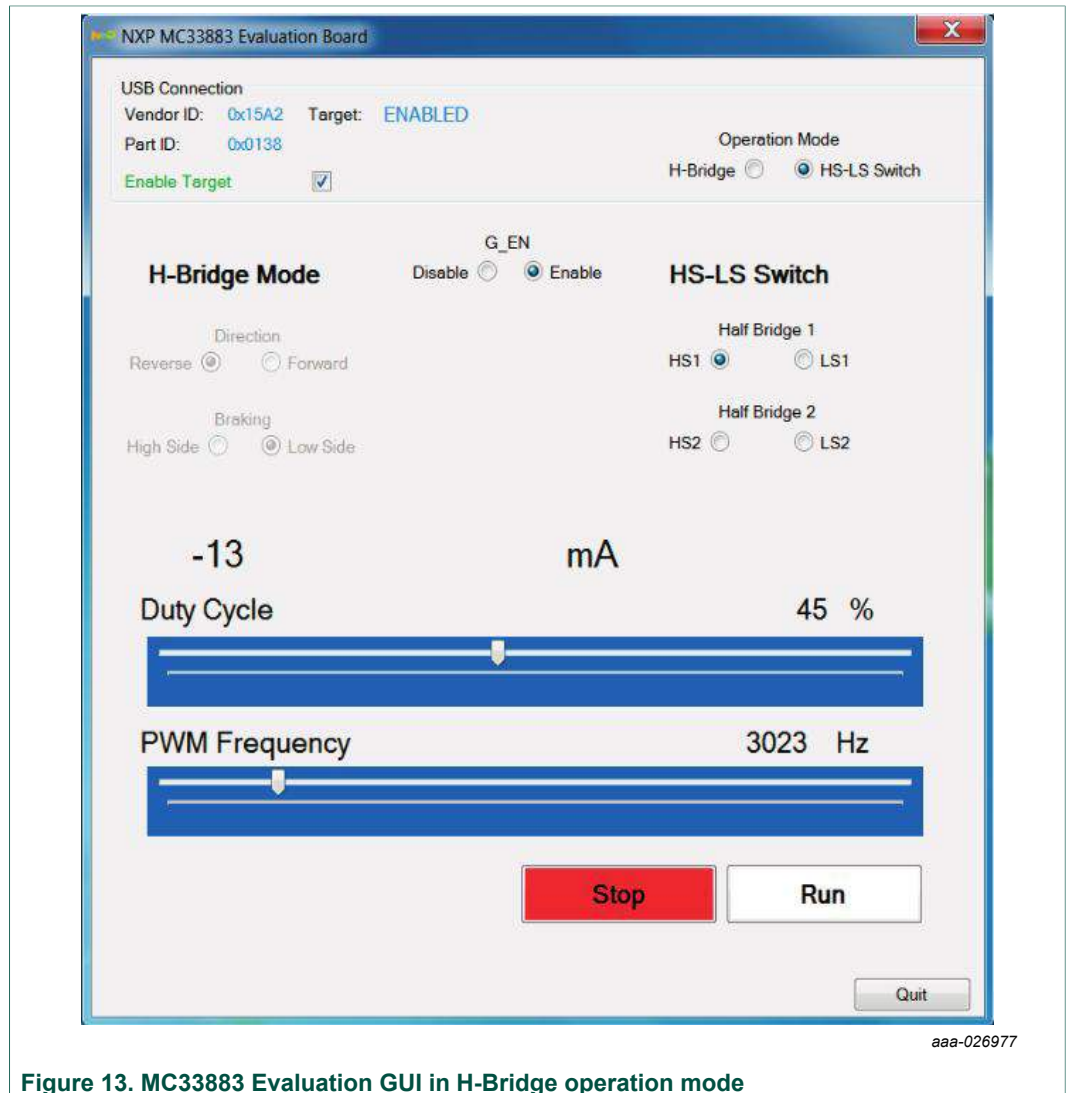 NXP MC33883 Evaluation Board
X
USB Connection
Vendor ID: 0x15A2 Target: ENABLED
Part ID: 0x0138
Enable Target
Operation Mode
H-Bridge HS-LS Switch
G_EN
Disable Enable
H-Bridge Mode
Direction
Reverse Forward
Braking
High Side Low Side
HS-LS Switch
Half Bridge 1
HS1 LS1
Half Bridge 2
HS2 LS2
-13 mA
Duty Cycle 45 %
PWM Frequency 3023 Hz
Stop Run
Quit
aaa-026977
Figure 13. MC33883 Evaluation GUI in H-Bridge operation mode